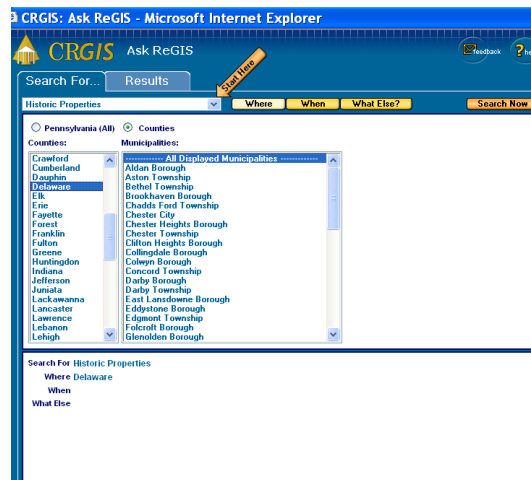 CRGIS: Ask ReGIS - Microsoft Internet Explorer
CRGIS Ask ReGIS
feedback
?
Search For... Results
Start Here
Historic Properties Where When What Else? Search Now
Pennsylvania (All) Counties
Counties: Municipalities:
Crawford ------------ All Displayed Municipalities ------------
Cumberland Aldan Borough
Dauphin Aston Township
Delaware Bethel Township
Elk Brookhaven Borough
Erie Chadds Ford Township
Fayette Chester City
Forest Chester Heights Borough
Franklin Chester Township
Fulton Clifton Heights Borough
Greene Collingdale Borough
Huntingdon Colwyn Borough
Indiana Concord Township
Jefferson Darby Borough
Juniata Darby Township
Lackawanna East Lansdowne Borough
Lancaster Eddystone Borough
Lawrence Edgmont Township
Lebanon Folcroft Borough
Lehigh Glenolden Borough
Search For Historic Properties
Where Delaware
When
What Else